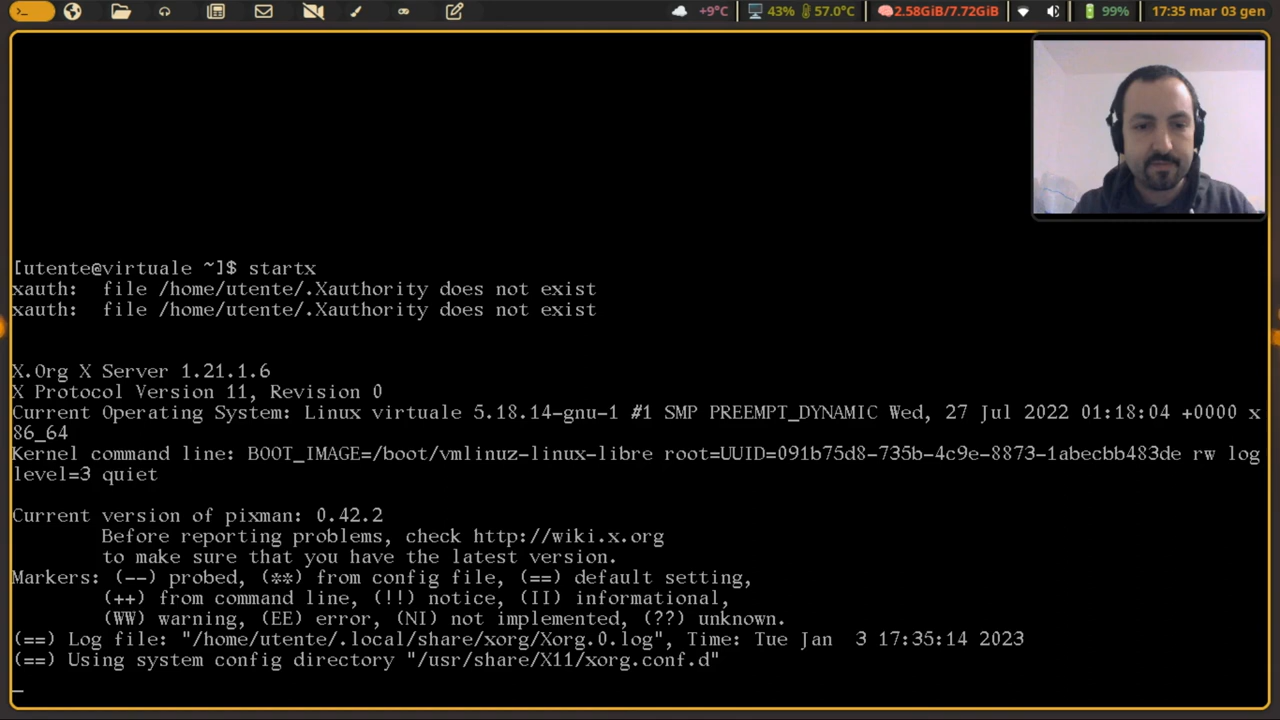 >_ +9°C 43% 57.0°C 2.58GiB/7.72GiB 99% 17:35 mar 03 gen
[utente@virtuale ~]$ startx
xauth:  file /home/utente/.Xauthority does not exist
xauth:  file /home/utente/.Xauthority does not exist
X.Org X Server 1.21.1.6
X Protocol Version 11, Revision 0
Current Operating System: Linux virtuale 5.18.14-gnu-1 #1 SMP PREEMPT_DYNAMIC Wed, 27 Jul 2022 01:18:04 +0000 x
86_64
Kernel command line: BOOT_IMAGE=/boot/vmlinuz-linux-libre root=UUID=091b75d8-735b-4c9e-8873-1abecbb483de rw log
level=3 quiet
Current version of pixman: 0.42.2
Before reporting problems, check http://wiki.x.org
to make sure that you have the latest version.
Markers: (--) probed, (**) from config file, (==) default setting,
(++) from command line, (!!) notice, (II) informational,
(WW) warning, (EE) error, (NI) not implemented, (??) unknown.
(==) Log file: "/home/utente/.local/share/xorg/Xorg.0.log", Time: Tue Jan  3 17:35:14 2023
(==) Using system config directory "/usr/share/X11/xorg.conf.d"